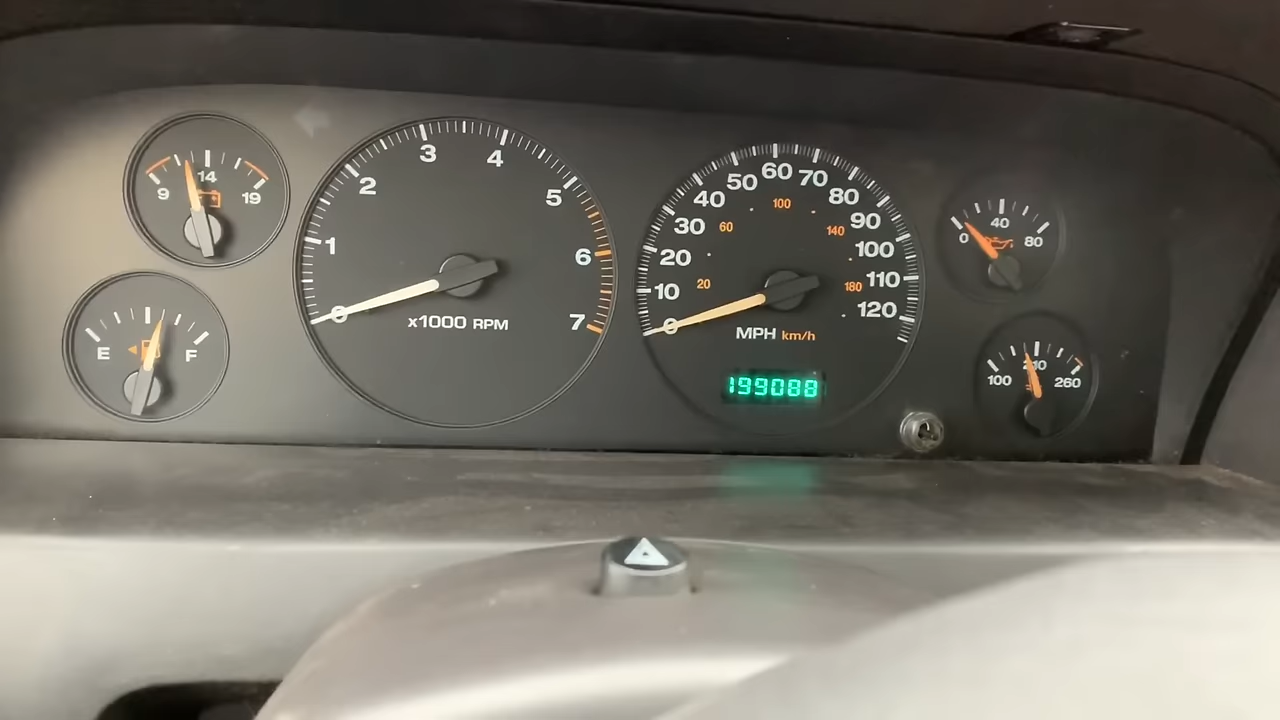 9 14 19
E F
0 1 2 3 4 5 6 7
x1000 RPM
0 10 20 30 40 50 60 70 80 90 100 110 120
20 60 100 140 180
MPH km/h
199088
0 40 80
100 210 260